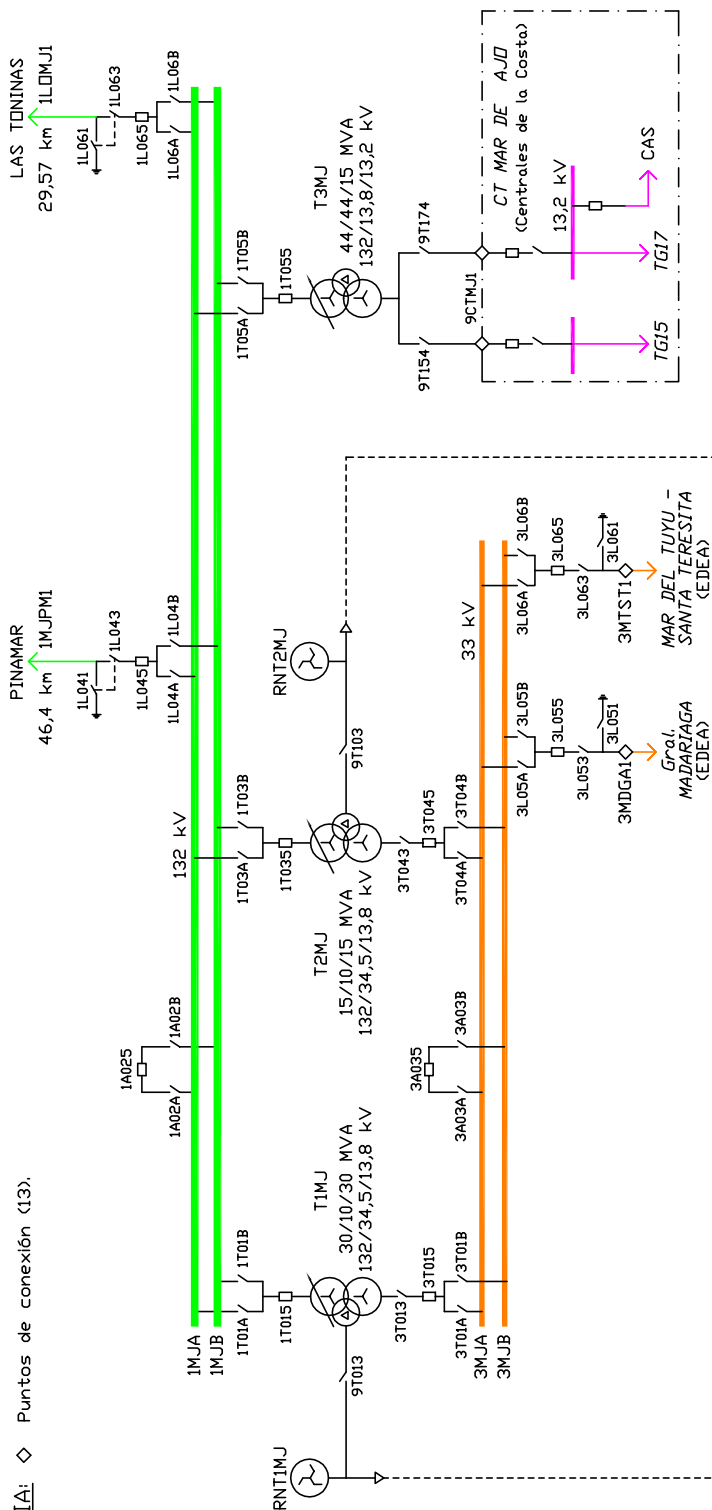 LAS TONINAS
29,57 km 1LOMJ1
1L061
1L063
1L065
1L06A
1L06B
PINAMAR
46,4 km 1MJPM1
1L041
1L043
1L045
1L04A
1L04B
132 kV
1A025
1A02A
1A02B
1MJA
1MJB
1T01A
1T01B
1T015
T1MJ
30/10/30 MVA
132/34,5/13,8 kV
9T013
RNT1MJ
3T013
3T015
3T01A
3T01B
1T03A
1T03B
1T035
T2MJ
15/10/15 MVA
132/34,5/13,8 kV
9T103
RNT2MJ
3T043
3T045
3T04A
3T04B
1T05A
1T05B
1T055
T3MJ
44/44/15 MVA
132/13,8/13,2 kV
9T154
9T174
9CTMJ1
CT MAR DE AJO
(Centrales de la Costa)
13,2 kV
TG15
TG17
CAS
3MJA
3MJB
3A035
3A03A
3A03B
33 kV
3L05A
3L05B
3L055
3L053
3L051
3MDGA1
Gral.
MADARIAGA
(EDEA)
3L06A
3L06B
3L065
3L063
3L061
3MTST1
MAR DEL TUYU -
SANTA TERESITA
(EDEA)
Puntos de conexión (13).